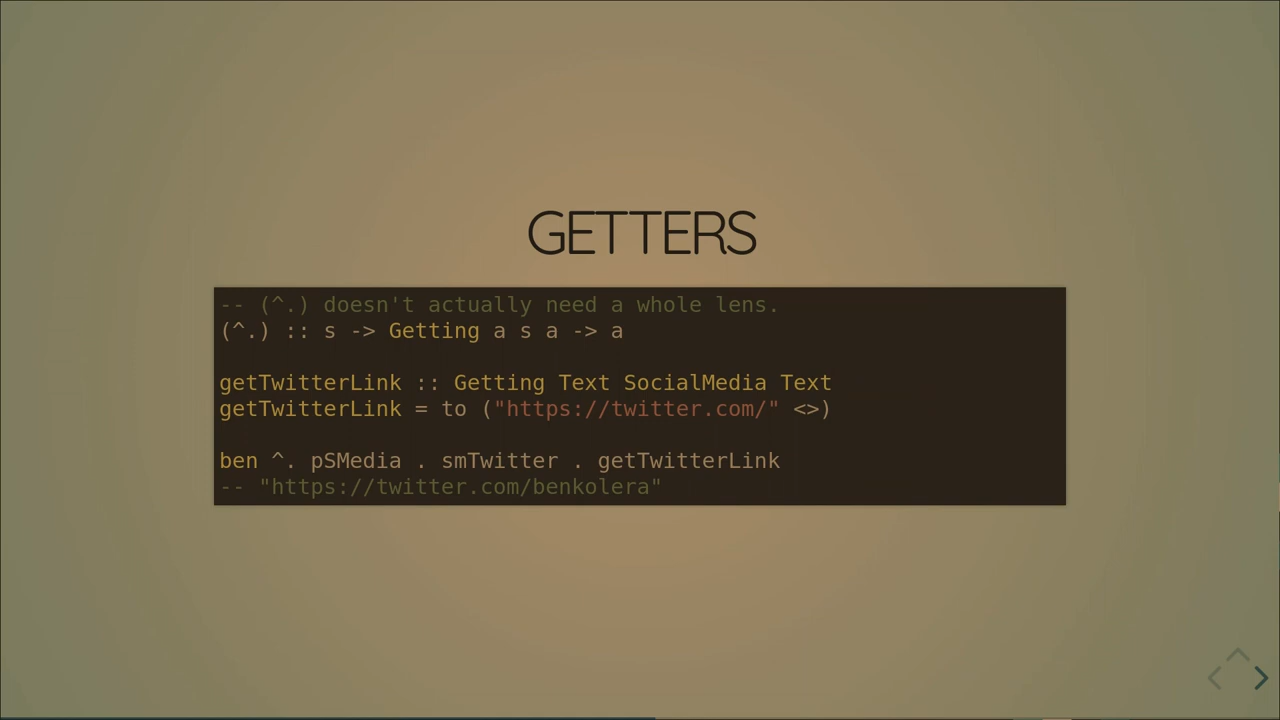 GETTERS
-- (^.) doesn't actually need a whole lens.
(^.) :: s -> Getting a s a -> a
getTwitterLink :: Getting Text SocialMedia Text
getTwitterLink = to ("https://twitter.com/" <>)
ben ^. pSMedia . smTwitter . getTwitterLink
-- "https://twitter.com/benkolera"